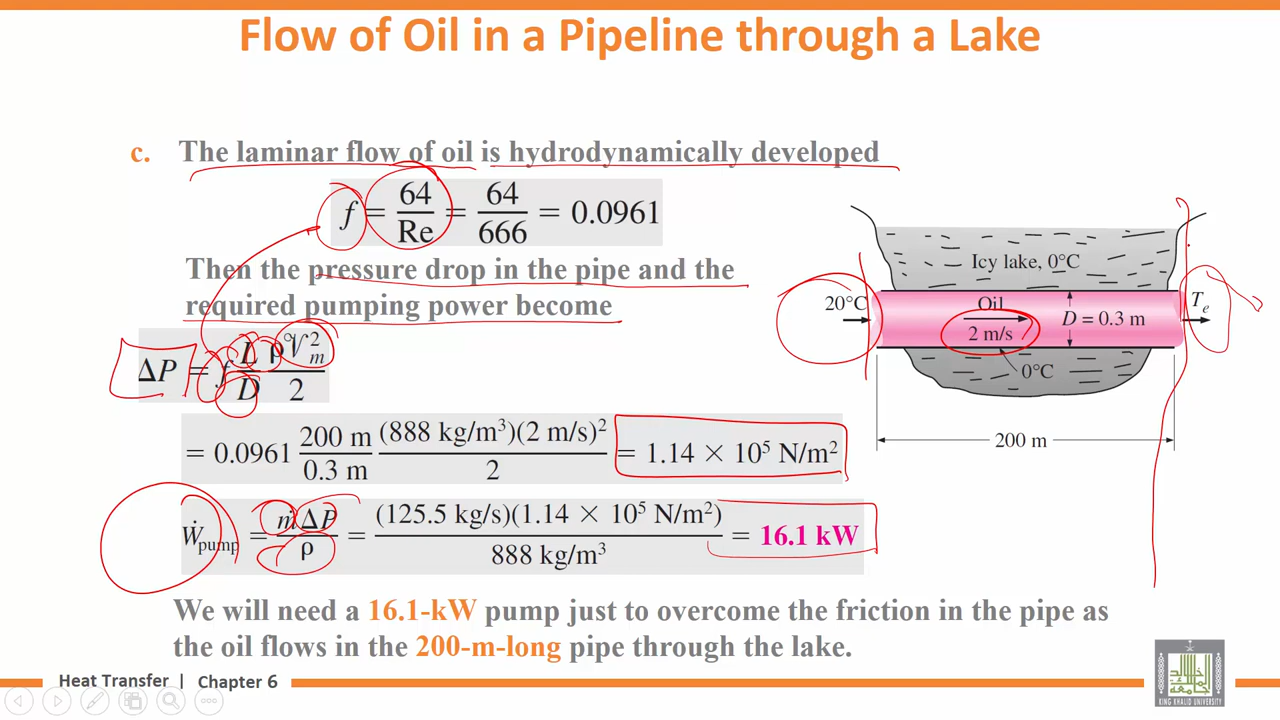 Flow of Oil in a Pipeline through a Lake
c. The laminar flow of oil is hydrodynamically developed
f = 64/Re = 64/666 = 0.0961
Then the pressure drop in the pipe and the
required pumping power become
ΔP = f L/D ρ𝒱m²/2
= 0.0961 200 m/0.3 m (888 kg/m³)(2 m/s)²/2 = 1.14 × 10⁵ N/m²
Ẇpump = ṁΔP/ρ = (125.5 kg/s)(1.14 × 10⁵ N/m²)/888 kg/m³ = 16.1 kW
We will need a 16.1-kW pump just to overcome the friction in the pipe as
the oil flows in the 200-m-long pipe through the lake.
Icy lake, 0°C
20°C
Oil
2 m/s
D = 0.3 m
Te
0°C
200 m
Heat Transfer | Chapter 6
KING KHALID UNIVERSITY